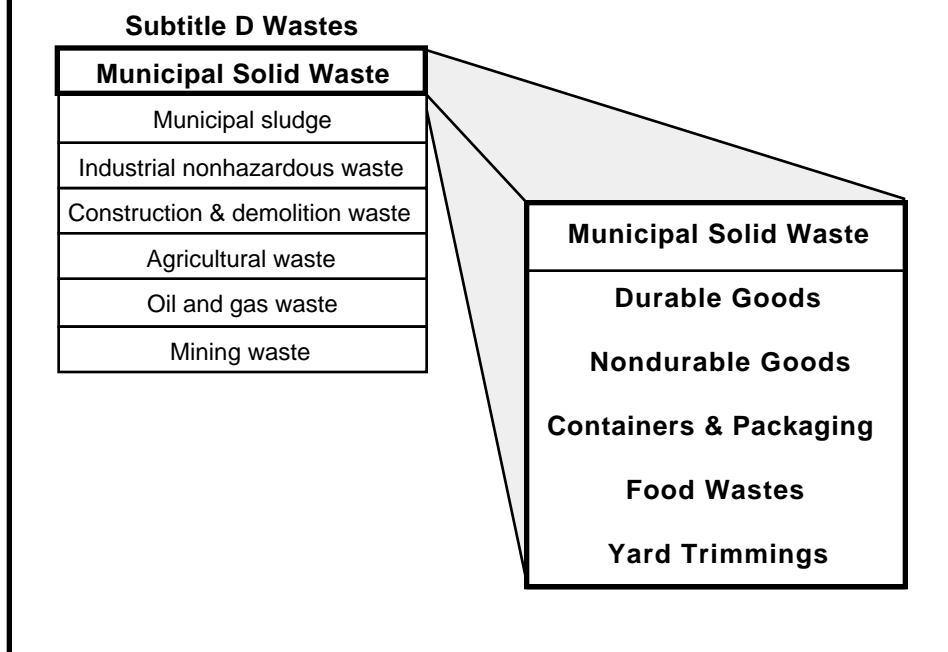 Subtitle D Wastes
Municipal Solid Waste
Municipal sludge
Industrial nonhazardous waste
Construction & demolition waste
Agricultural waste
Oil and gas waste
Mining waste
Municipal Solid Waste
Durable Goods
Nondurable Goods
Containers & Packaging
Food Wastes
Yard Trimmings